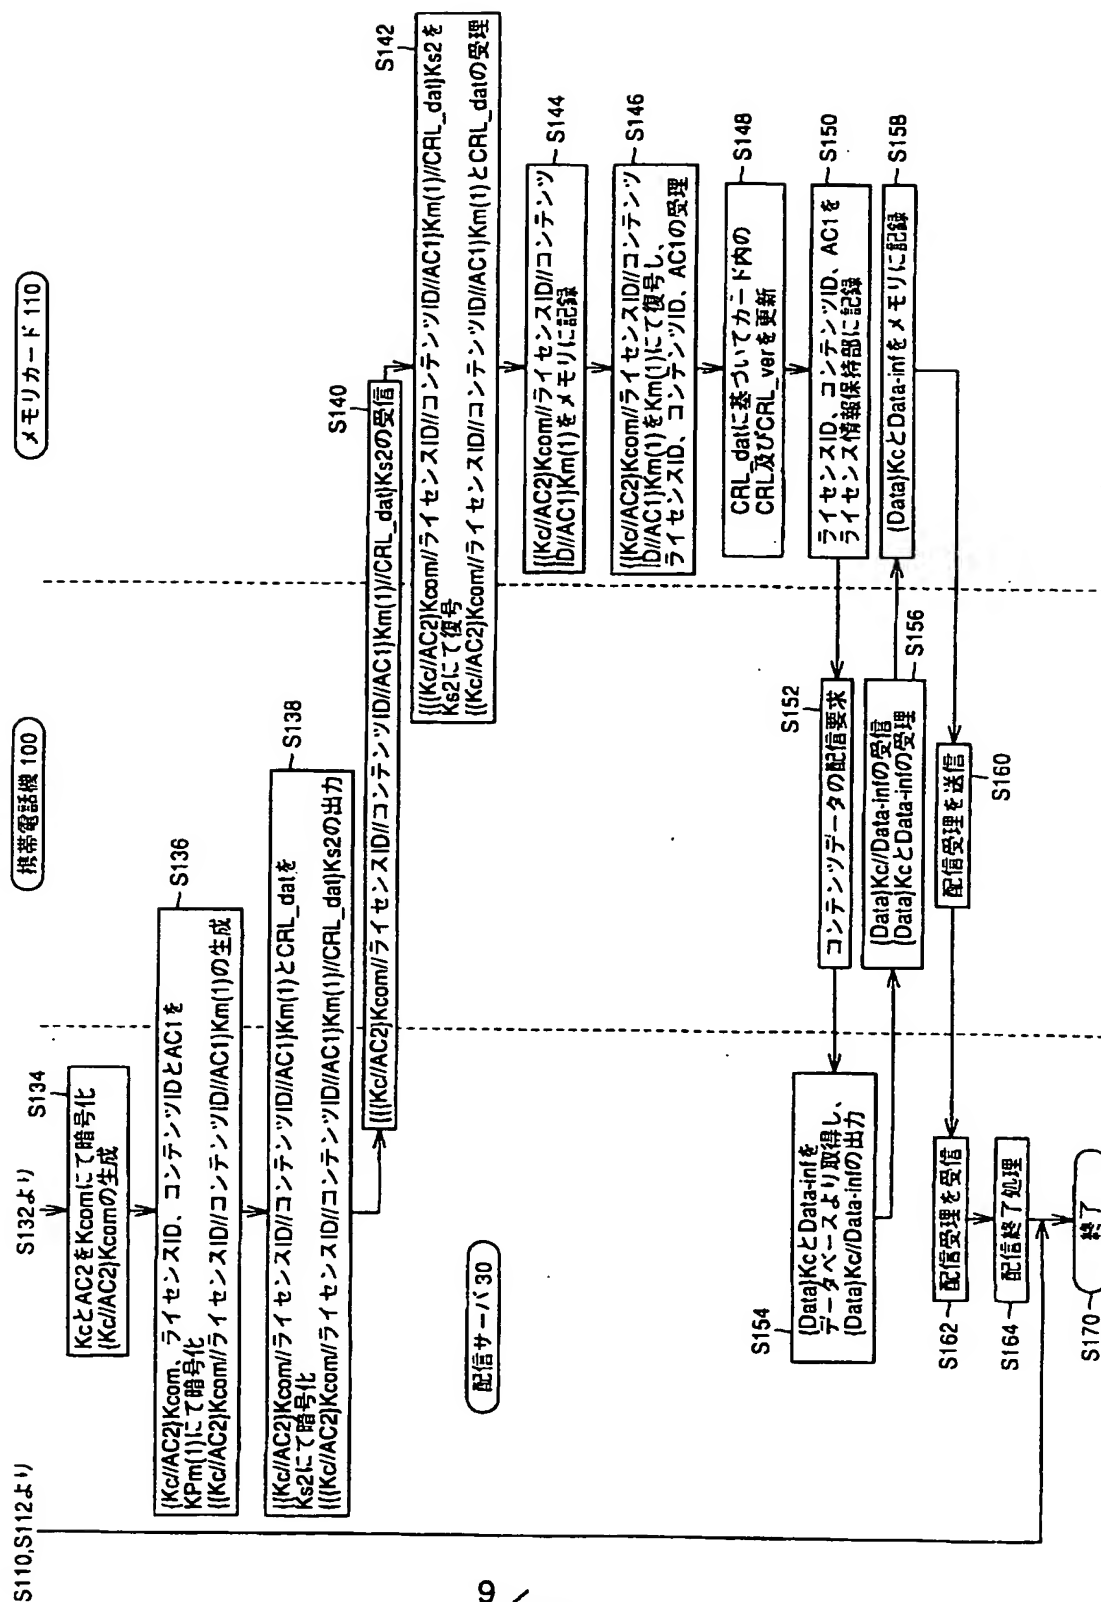 S110,S112より
S132より
S134
KcとAC2をKcomにて暗号化
{Kc//AC2}Kcomの生成
S136
{Kc//AC2}Kcom、ライセンスID、コンテンツIDとAC1を
KPm(1)にて暗号化
{{Kc//AC2}Kcom//ライセンスID//コンテンツID//AC1}Km(1)の生成
S138
{{Kc//AC2}Kcom//ライセンスID//コンテンツID//AC1}Km(1)とCRL_datを
Ks2にて暗号化
{{{Kc//AC2}Kcom//ライセンスID//コンテンツID//AC1}Km(1)//CRL_dat}Ks2の出力
配信サーバ30
携帯電話機 100
メモリカード 110
S140
{{{Kc//AC2}Kcom//ライセンスID//コンテンツID//AC1}Km(1)//CRL_dat}Ks2の受信
S142
{{{Kc//AC2}Kcom//ライセンスID//コンテンツID//AC1}Km(1)//CRL_dat}Ks2を
Ks2にて復号
{{Kc//AC2}Kcom//ライセンスID//コンテンツID//AC1}Km(1)とCRL_datの受理
S144
{{Kc//AC2}Kcom//ライセンスID//コンテンツ
ID//AC1}Km(1)をメモリに記録
S146
{{Kc//AC2}Kcom//ライセンスID//コンテンツ
ID//AC1}Km(1)をKm(1)にて復号し、
ライセンスID、コンテンツID、AC1の受理
S148
CRL_datに基づいてカード内の
CRL及びCRL_verを更新
S150
ライセンスID、コンテンツID、AC1を
ライセンス情報保持部に記録
S152
コンテンツデータの配信要求
S154
{Data}KcとData-infを
データベースより取得し、
{Data}Kc//Data-infの出力
S156
{Data}Kc//Data-infの受信
{Data}KcとData-infの受理
S158
{Data}KcとData-infをメモリに記録
S160
配信受理を送信
S162
配信受理を受信
S164
配信終了処理
S170
終了
9